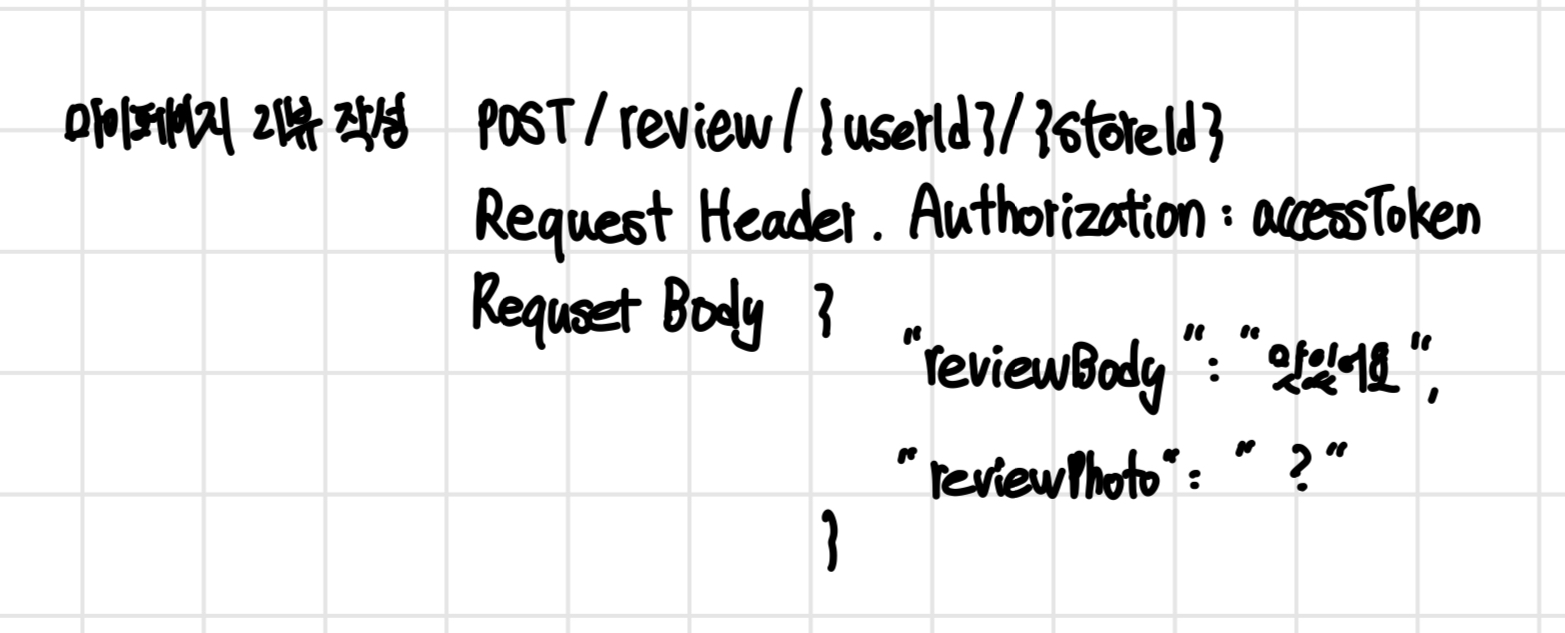 마이페이지 리뷰 작성 POST / review / {userId} / {storeId}
Request Header. Authorization : accessToken
Requset Body {
"reviewBody" : "맛있어요",
"reviewPhoto" : " ? "
}